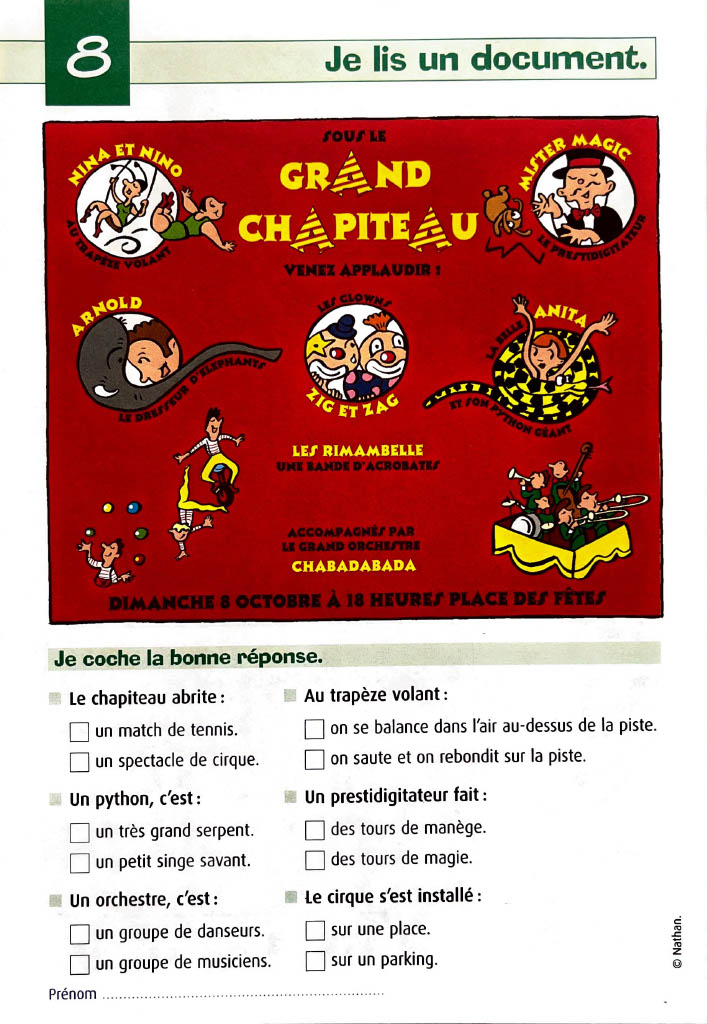 8
Je lis un document.
SOUS LE
GRAND
CHAPITEAU
VENEZ APPLAUDIR !
NINA ET NINO
AU TRAPÈZE VOLANT
MISTER MAGIC
LE PRESTIDIGITATEUR
ARNOLD
LE DRESSEUR D'ELEPHANTS
LES CLOWNS
ZIG ET ZAG
LA BELLE
ANITA
ET SON PYTHON GÉANT
LES RIMAMBELLE
UNE BANDE D'ACROBATES
ACCOMPAGNÉS PAR
LE GRAND ORCHESTRE
CHABADABADA
DIMANCHE 8 OCTOBRE À 18 HEURES PLACE DES FÊTES
Je coche la bonne réponse.
Le chapiteau abrite :
un match de tennis.
un spectacle de cirque.
Au trapèze volant :
on se balance dans l'air au-dessus de la piste.
on saute et on rebondit sur la piste.
Un python, c'est :
un très grand serpent.
un petit singe savant.
Un prestidigitateur fait :
des tours de manège.
des tours de magie.
Un orchestre, c'est :
un groupe de danseurs.
un groupe de musiciens.
Le cirque s'est installé :
sur une place.
sur un parking.
© Nathan.
Prénom ..............................................................